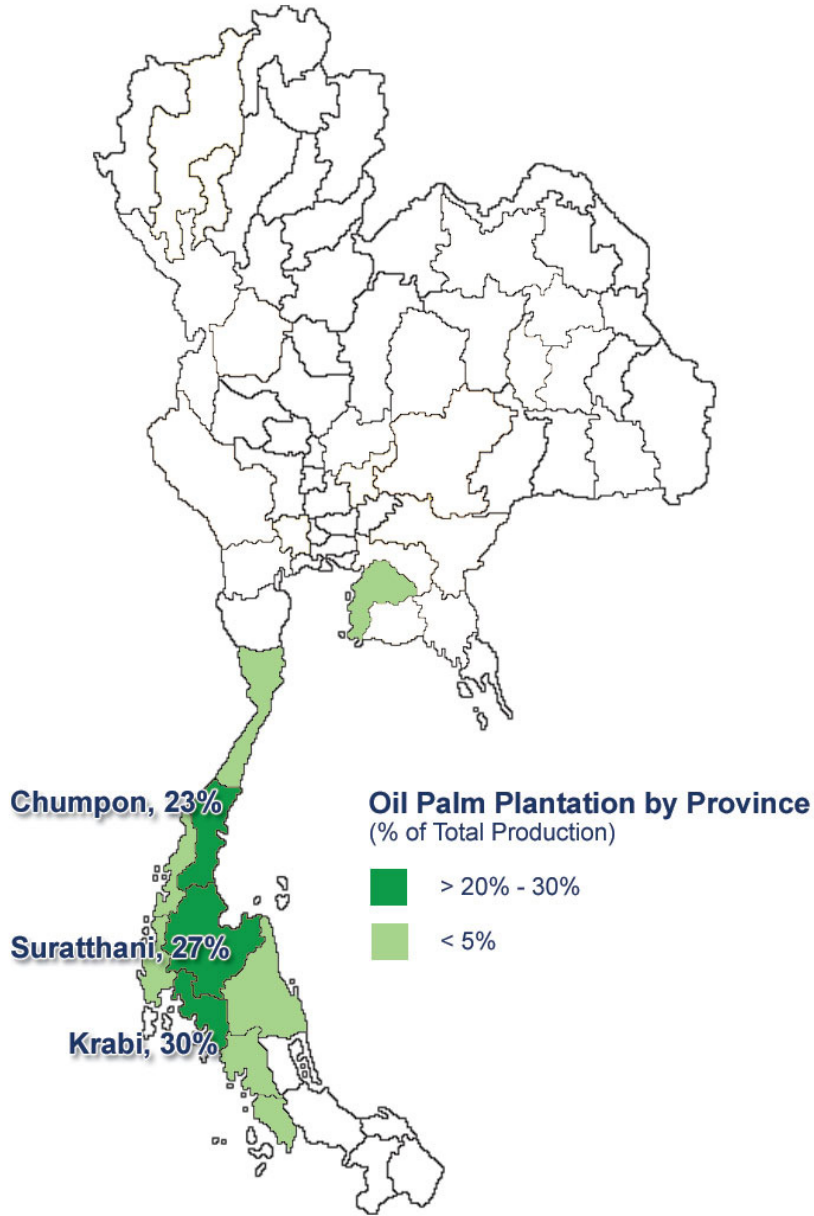 Chumpon, 23%
Oil Palm Plantation by Province
(% of Total Production)
> 20% - 30%
Suratthani, 27%
< 5%
Krabi, 30%